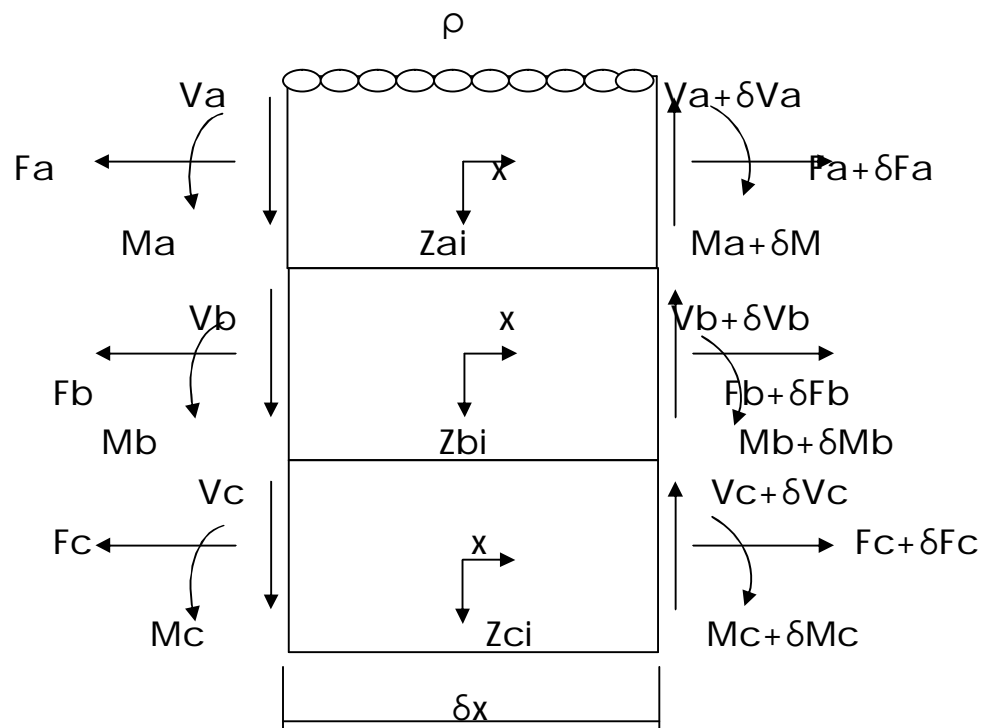 ρ
Va
Va+δVa
Fa
x
Fa+δFa
Ma
Zai
Ma+δM
Vb
x
Vb+δVb
Fb
Fb+δFb
Mb
Zbi
Mb+δMb
Vc
Vc+δVc
Fc
x
Fc+δFc
Mc
Zci
Mc+δMc
δx